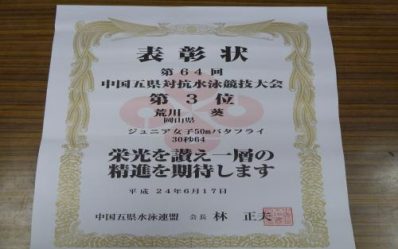 表彰状
第64回
中国五県対抗水泳競技大会
第3位
荒川 葵
岡山県
ジュニア女子50mバタフライ
30秒64
栄光を讃え一層の
精進を期待します
平成24年6月17日
中国五県水泳連盟 会長 林 正夫